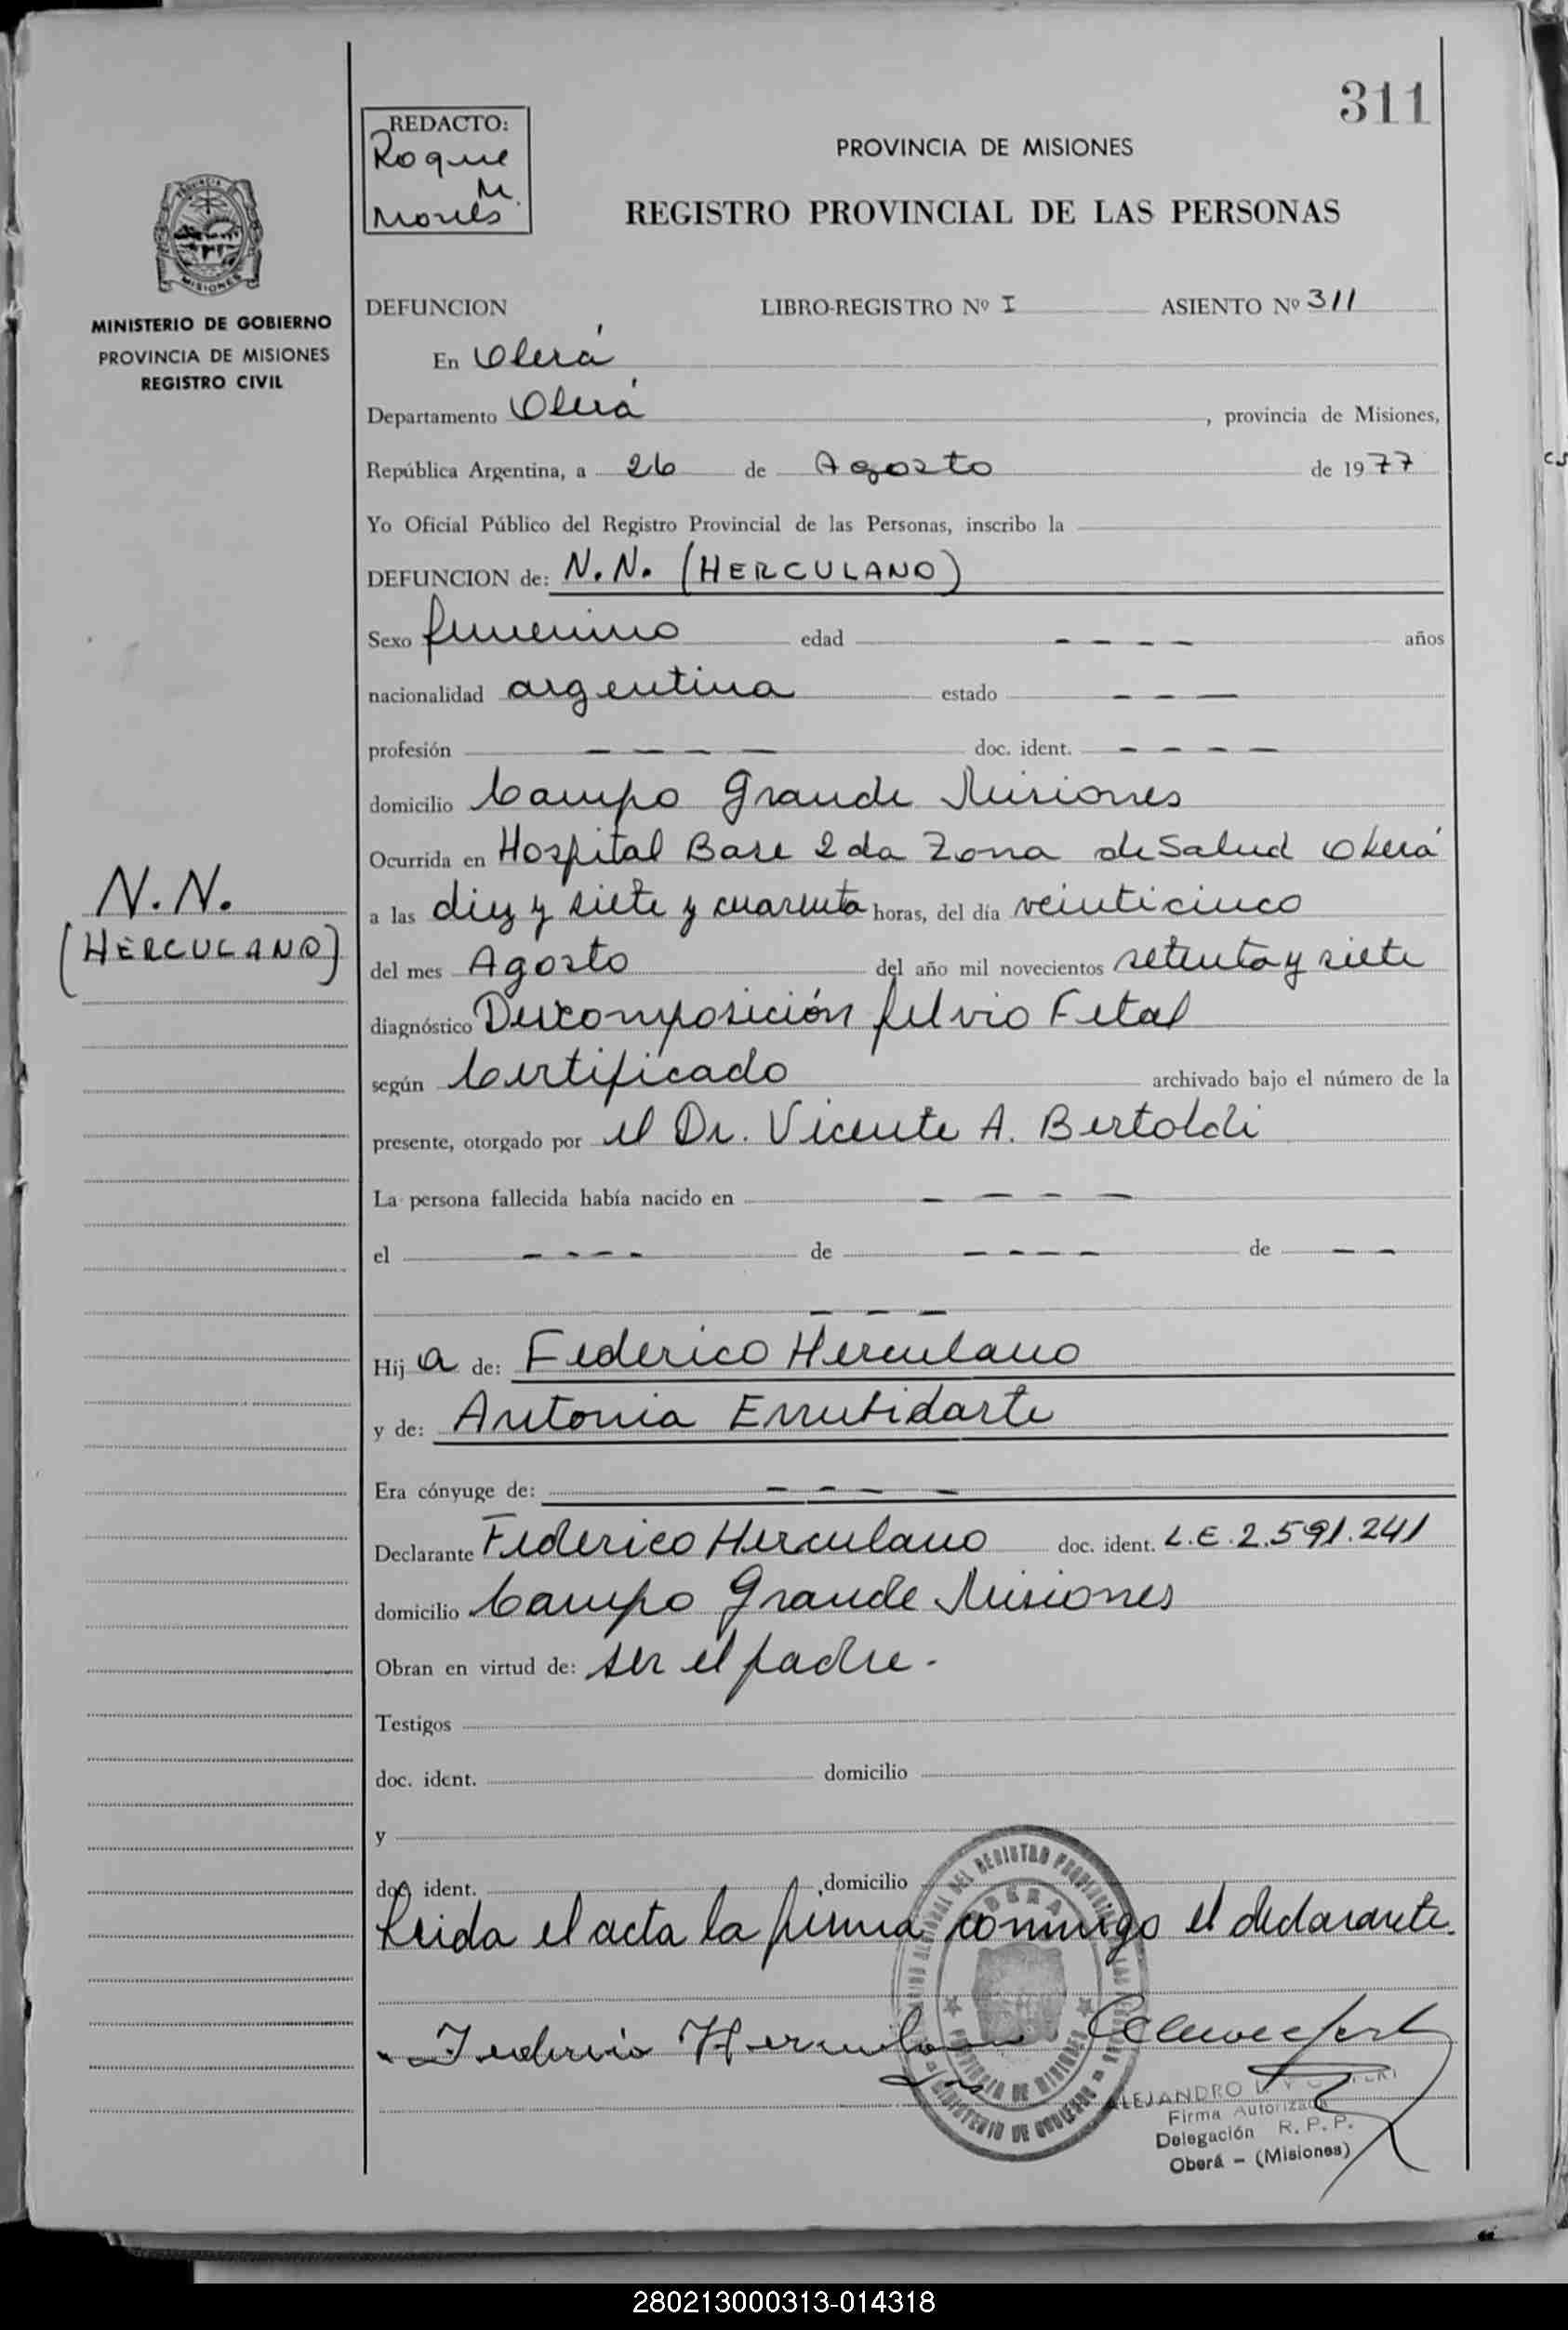 311
REDACTO:
Roque
M.
PROVINCIA DE MISIONES
REGISTRO PROVINCIAL DE LAS PERSONAS
MISIONES
MINISTERIO DE GOBIERNO
PROVINCIA DE MISIONES
REGISTRO CIVIL
DEFUNCION LIBRO-REGISTRO Nº I ASIENTO Nº 311
En Oberá
Departamento Oberá , provincia de Misiones,
República Argentina, a 26 de Agosto de 1977
Yo Oficial Público del Registro Provincial de las Personas, inscribo la
DEFUNCION de: N.N. (HERCULANO)
Sexo femenino edad - - - - años
nacionalidad argentina estado - - -
profesión - - - - doc. ident. - - - -
domicilio Campo Grande Misiones
Ocurrida en Hospital Base 2da Zona de Salud Oberá
a las diez y siete y cuarenta horas, del día veinticinco
N.N.
(HERCULANO)
del mes Agosto del año mil novecientos setenta y siete
diagnóstico Descomposición pelvio Fetal
según Certificado archivado bajo el número de la
presente, otorgado por el Dr. Vicente A. Bertoldi
La persona fallecida había nacido en - - - -
el - - - - de - - - - de - -
- - -
Hija de: Federico Herculano
y de: Antonia Errubidarte
Era cónyuge de: - - - -
Declarante Federico Herculano doc. ident. L.E. 2.591.241
domicilio Campo Grande Misiones
Obran en virtud de: ser el padre.-
Testigos
doc. ident. domicilio
y
doc. ident. , domicilio
Leida el acta la firma conmigo el declarante.
Federico Herculano
ALEJANDRO
Firma Autorizada
Delegación R. P. P.
Oberá - (Misiones)
280213000313-014318